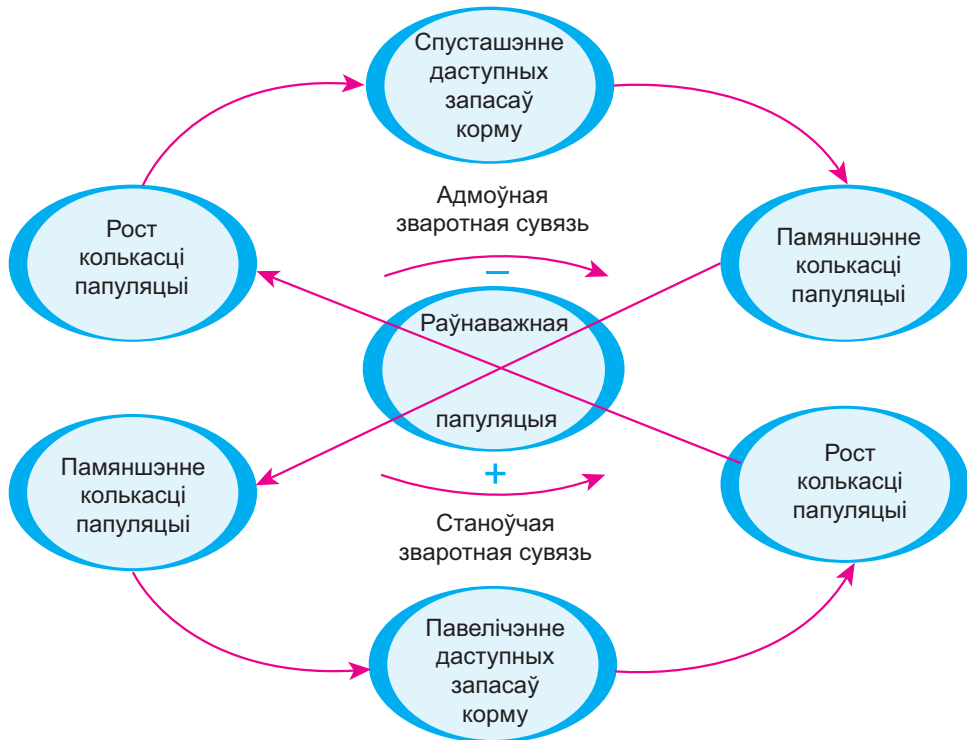 Спусташэнне
даступных
запасаў
корму
Адмоўная
зваротная сувязь
Рост
колькасці
папуляцыі
Памяншэнне
колькасці
папуляцыі
–
Раўнаважная
папуляцыя
Памяншэнне
колькасці
папуляцыі
Рост
колькасці
папуляцыі
+
Станоўчая
зваротная сувязь
Павелічэнне
даступных
запасаў
корму